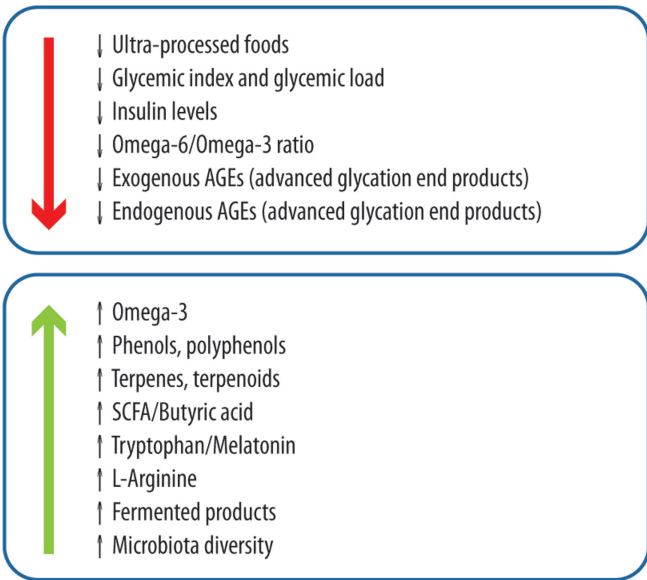 ↓ Ultra-processed foods
↓ Glycemic index and glycemic load
↓ Insulin levels
↓ Omega-6/Omega-3 ratio
↓ Exogenous AGEs (advanced glycation end products)
↓ Endogenous AGEs (advanced glycation end products)
↑ Omega-3
↑ Phenols, polyphenols
↑ Terpenes, terpenoids
↑ SCFA/Butyric acid
↑ Tryptophan/Melatonin
↑ L-Arginine
↑ Fermented products
↑ Microbiota diversity